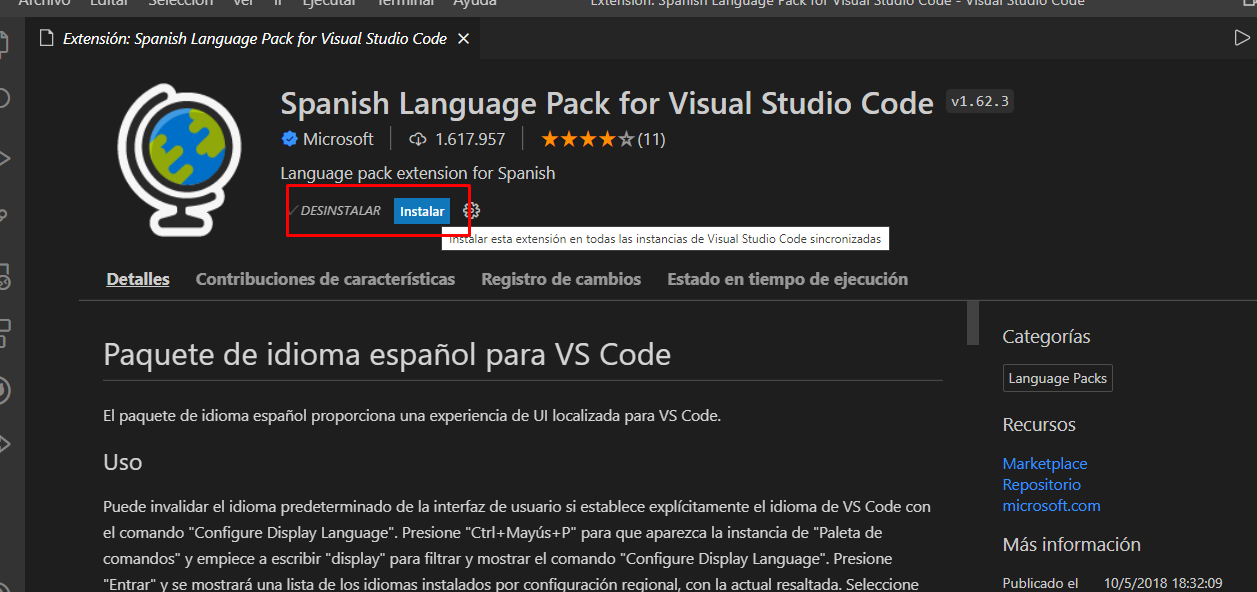 Archivo Editar Selección Ver Ir Ejecutar Terminal Ayuda Extensión: Spanish Language Pack for Visual Studio Code - Visual Studio Code
Extensión: Spanish Language Pack for Visual Studio Code
Spanish Language Pack for Visual Studio Code v1.62.3
Microsoft 1.617.957 (11)
Language pack extension for Spanish
DESINSTALAR Instalar
Instalar esta extensión en todas las instancias de Visual Studio Code sincronizadas
Detalles Contribuciones de características Registro de cambios Estado en tiempo de ejecución
Paquete de idioma español para VS Code
El paquete de idioma español proporciona una experiencia de UI localizada para VS Code.
Uso
Puede invalidar el idioma predeterminado de la interfaz de usuario si establece explícitamente el idioma de VS Code con
el comando "Configure Display Language". Presione "Ctrl+Mayús+P" para que aparezca la instancia de "Paleta de
comandos" y empiece a escribir "display" para filtrar y mostrar el comando "Configure Display Language". Presione
"Entrar" y se mostrará una lista de los idiomas instalados por configuración regional, con la actual resaltada. Seleccione
Categorías
Language Packs
Recursos
Marketplace
Repositorio
microsoft.com
Más información
Publicado el 10/5/2018 18:32:09